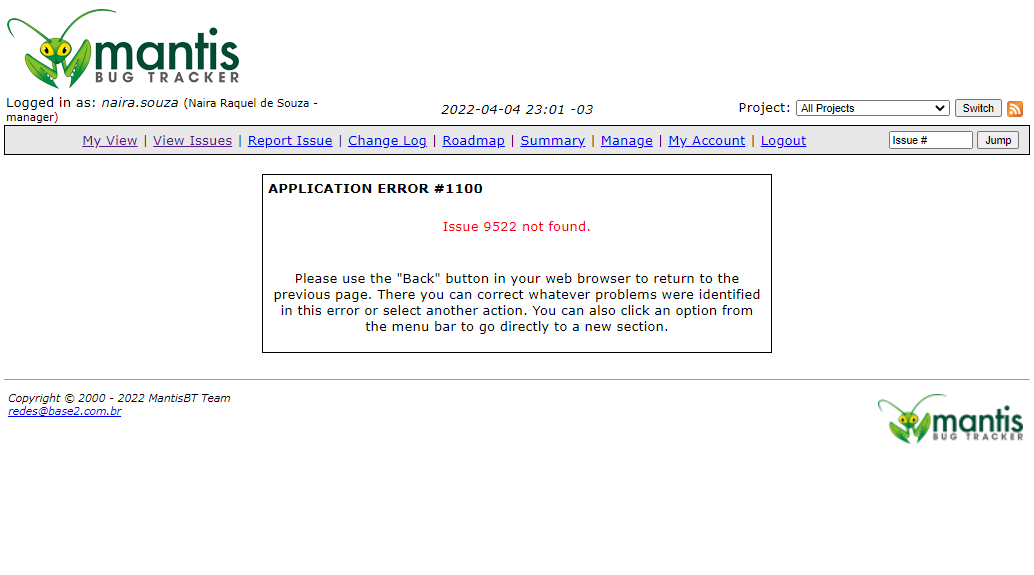 mantis
BUG TRACKER
Logged in as: naira.souza (Naira Raquel de Souza -
manager)
2022-04-04 23:01 -03
Project: All Projects Switch
My View | View Issues | Report Issue | Change Log | Roadmap | Summary | Manage | My Account | Logout
Issue # Jump
APPLICATION ERROR #1100
Issue 9522 not found.
Please use the "Back" button in your web browser to return to the
previous page. There you can correct whatever problems were identified
in this error or select another action. You can also click an option from
the menu bar to go directly to a new section.
Copyright © 2000 - 2022 MantisBT Team
redes@base2.com.br
mantis
BUG TRACKER